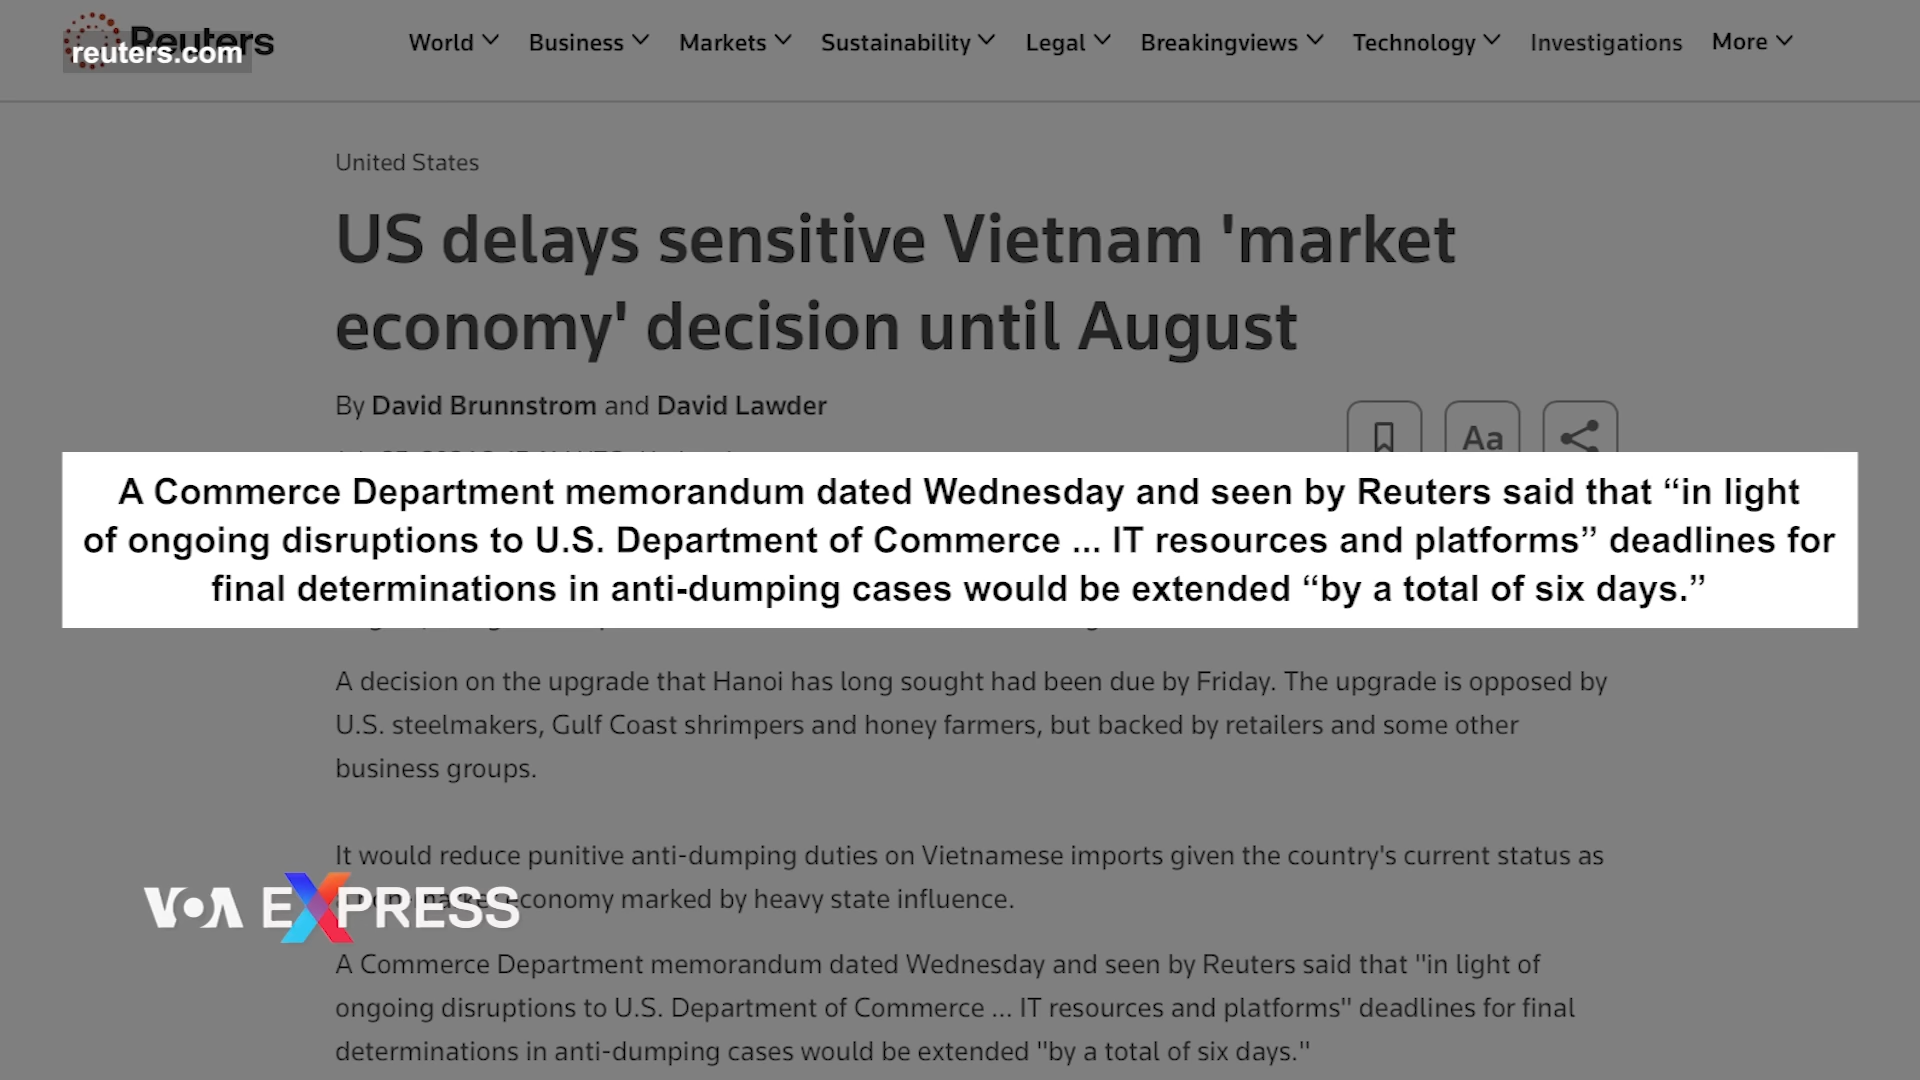 Reuters
reuters.com
World Business Markets Sustainability Legal Breakingviews Technology Investigations More
United States
US delays sensitive Vietnam 'market
economy' decision until August
By David Brunnstrom and David Lawder
Aa
A Commerce Department memorandum dated Wednesday and seen by Reuters said that “in light
of ongoing disruptions to U.S. Department of Commerce ... IT resources and platforms” deadlines for
final determinations in anti-dumping cases would be extended “by a total of six days.”
A decision on the upgrade that Hanoi has long sought had been due by Friday. The upgrade is opposed by
U.S. steelmakers, Gulf Coast shrimpers and honey farmers, but backed by retailers and some other
business groups.
It would reduce punitive anti-dumping duties on Vietnamese imports given the country's current status as
economy marked by heavy state influence.
VOA EXPRESS
A Commerce Department memorandum dated Wednesday and seen by Reuters said that "in light of
ongoing disruptions to U.S. Department of Commerce ... IT resources and platforms" deadlines for final
determinations in anti-dumping cases would be extended "by a total of six days."